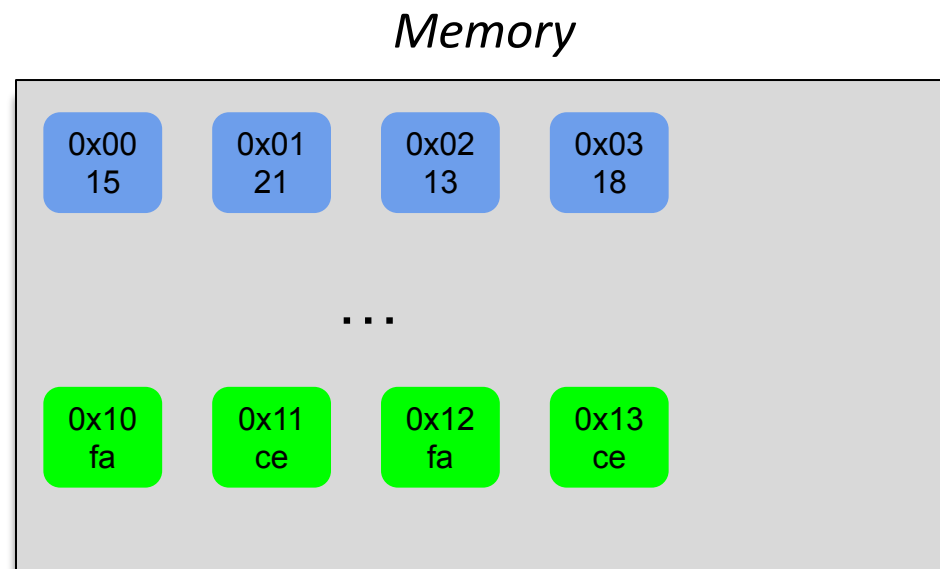 Memory
0x00 0x01 0x02 0x03
15 21 13 18
...
0x10 0x11 0x12 0x13
fa ce fa ce